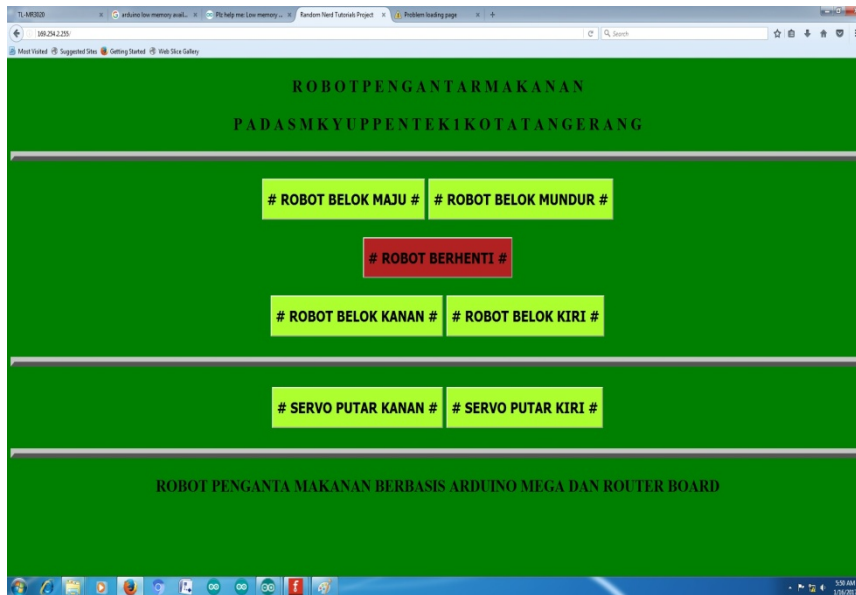 TL-MR3020 arduino low memory avail... Plz help me: Low memory ... Random Nerd Tutorials Project Problem loading page
169.254.2.255/ Search
Most Visited Suggested Sites Getting Started Web Slice Gallery
R O B O T P E N G A N T A R M A K A N A N
P A D A S M K Y U P P E N T E K 1 K O T A T A N G E R A N G
# ROBOT BELOK MAJU # # ROBOT BELOK MUNDUR #
# ROBOT BERHENTI #
# ROBOT BELOK KANAN # # ROBOT BELOK KIRI #
# SERVO PUTAR KANAN # # SERVO PUTAR KIRI #
ROBOT PENGANTA MAKANAN BERBASIS ARDUINO MEGA DAN ROUTER BOARD
5:50 AM